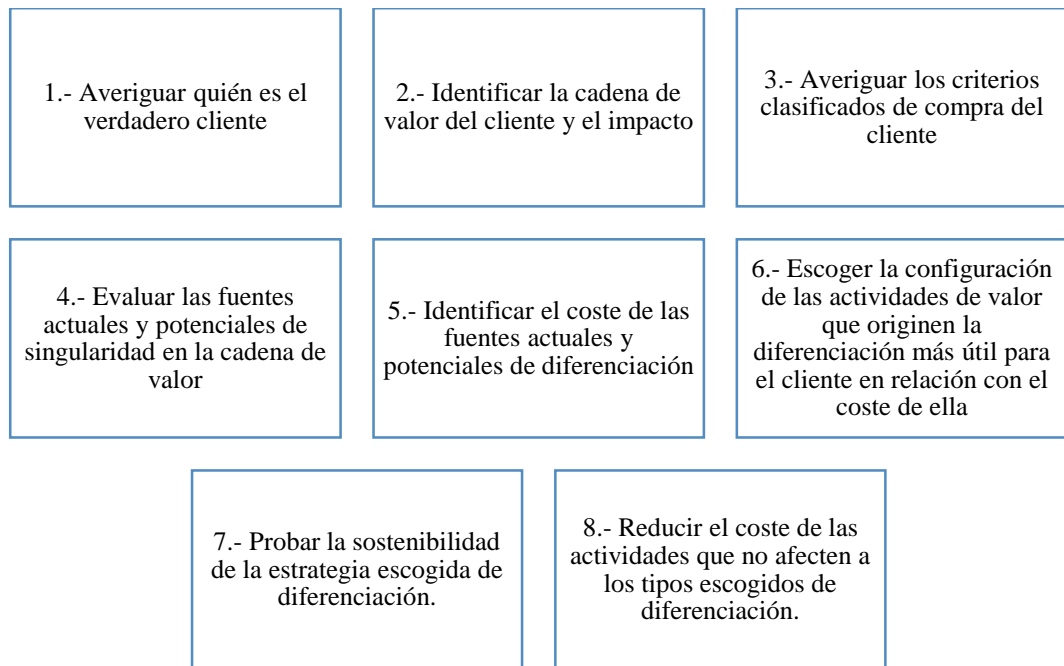 1.- Averiguar quién es el
verdadero cliente
2.- Identificar la cadena de
valor del cliente y el impacto
3.- Averiguar los criterios
clasificados de compra del
cliente
4.- Evaluar las fuentes
actuales y potenciales de
singularidad en la cadena de
valor
5.- Identificar el coste de las
fuentes actuales y
potenciales de diferenciación
6.- Escoger la configuración
de las actividades de valor
que originen la
diferenciación más útil para
el cliente en relación con el
coste de ella
7.- Probar la sostenibilidad
de la estrategia escogida de
diferenciación.
8.- Reducir el coste de las
actividades que no afecten a
los tipos escogidos de
diferenciación.